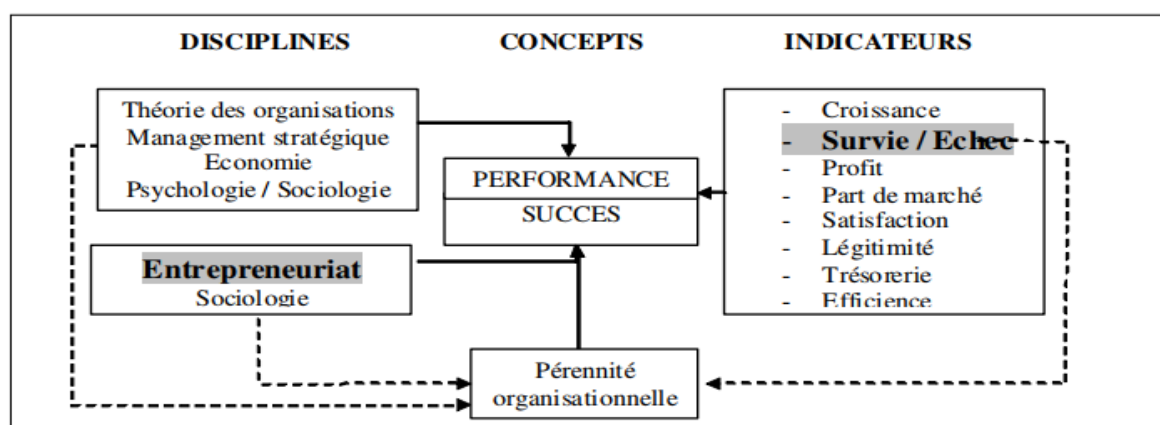 DISCIPLINES
CONCEPTS
INDICATEURS
Théorie des organisations
Management stratégique
Economie
Psychologie / Sociologie
Entrepreneuriat
Sociologie
PERFORMANCE
SUCCES
Pérennité
organisationnelle
- Croissance
- Survie / Echec
- Profit
- Part de marché
- Satisfaction
- Légitimité
- Trésorerie
- Efficience